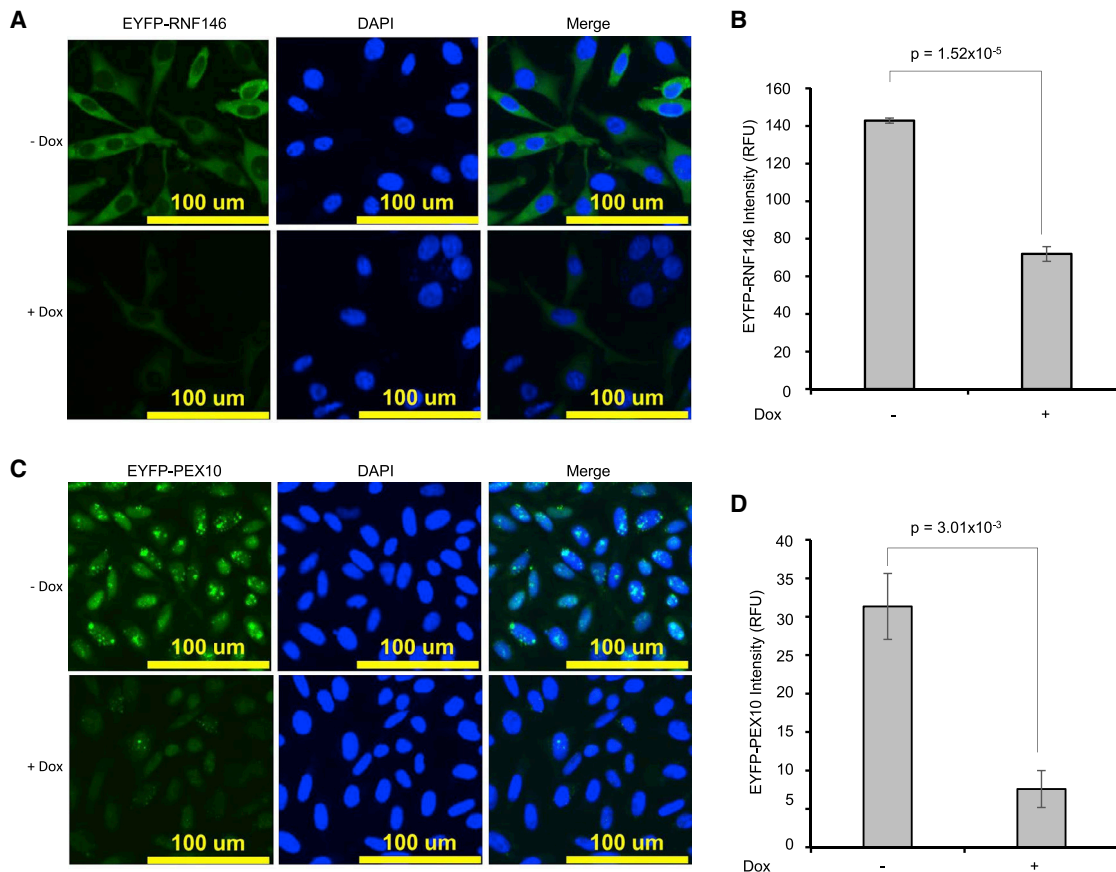 A
EYFP-RNF146
DAPI
Merge
- Dox
100 um
100 um
100 um
+ Dox
100 um
100 um
100 um
B
p = 1.52x10⁻⁵
EYFP-RNF146 Intensity (RFU)
160
140
120
100
80
60
40
20
0
Dox - +
C
EYFP-PEX10
DAPI
Merge
- Dox
100 um
100 um
100 um
+ Dox
100 um
100 um
100 um
D
p = 3.01x10⁻³
EYFP-PEX10 Intensity (RFU)
40
35
30
25
20
15
10
5
0
Dox - +